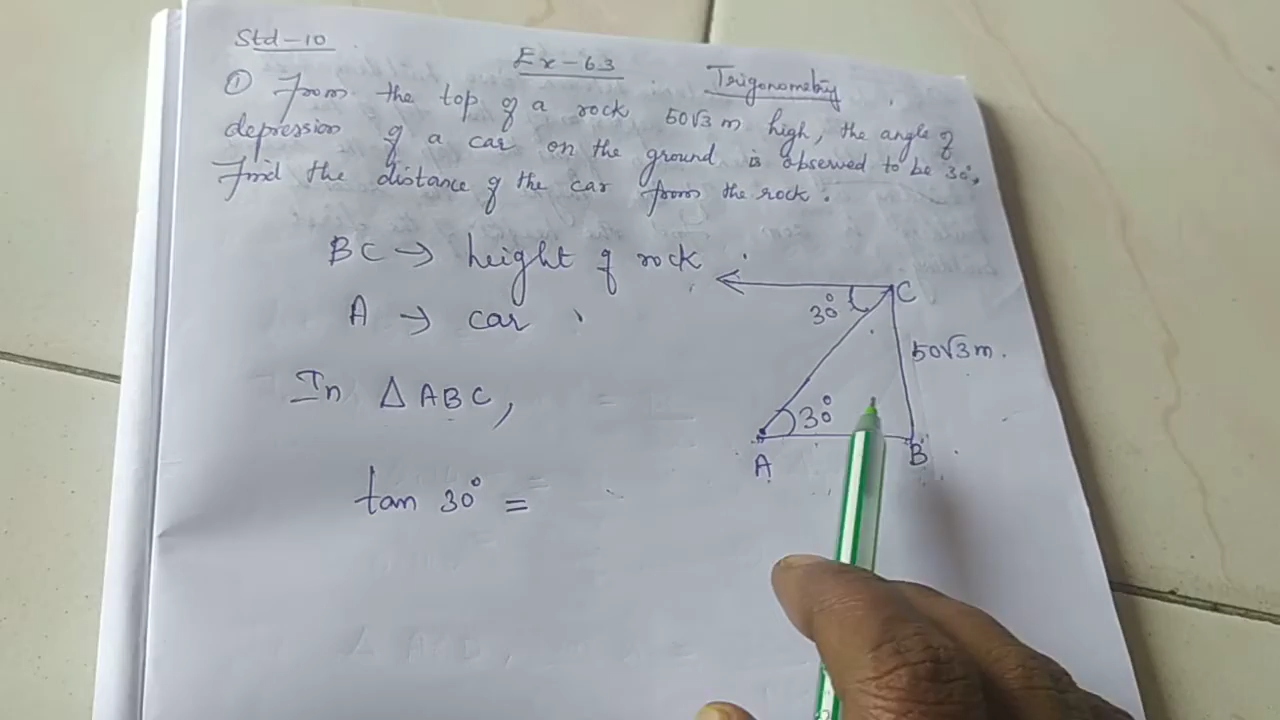 Std-10
Ex-6.3
Trigonometry
① From the top of a rock 50√3 m high, the angle of
depression of a car on the ground is observed to be 30°.
Find the distance of the car from the rock.
BC → height of rock
A → car
C
30°
50√3 m.
In Δ ABC,
30°
A
B
tan 30° =